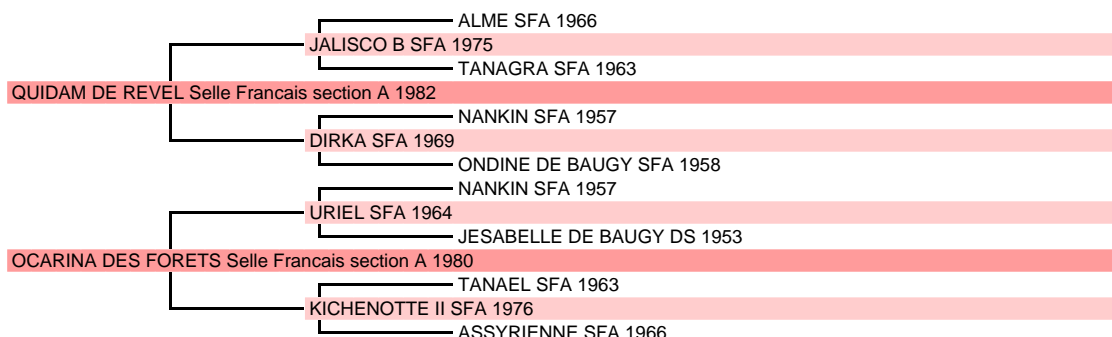 ALME SFA 1966
JALISCO B SFA 1975
TANAGRA SFA 1963
QUIDAM DE REVEL Selle Francais section A 1982
NANKIN SFA 1957
DIRKA SFA 1969
ONDINE DE BAUGY SFA 1958
NANKIN SFA 1957
URIEL SFA 1964
JESABELLE DE BAUGY DS 1953
OCARINA DES FORETS Selle Francais section A 1980
TANAEL SFA 1963
KICHENOTTE II SFA 1976
ASSYRIENNE SFA 1966